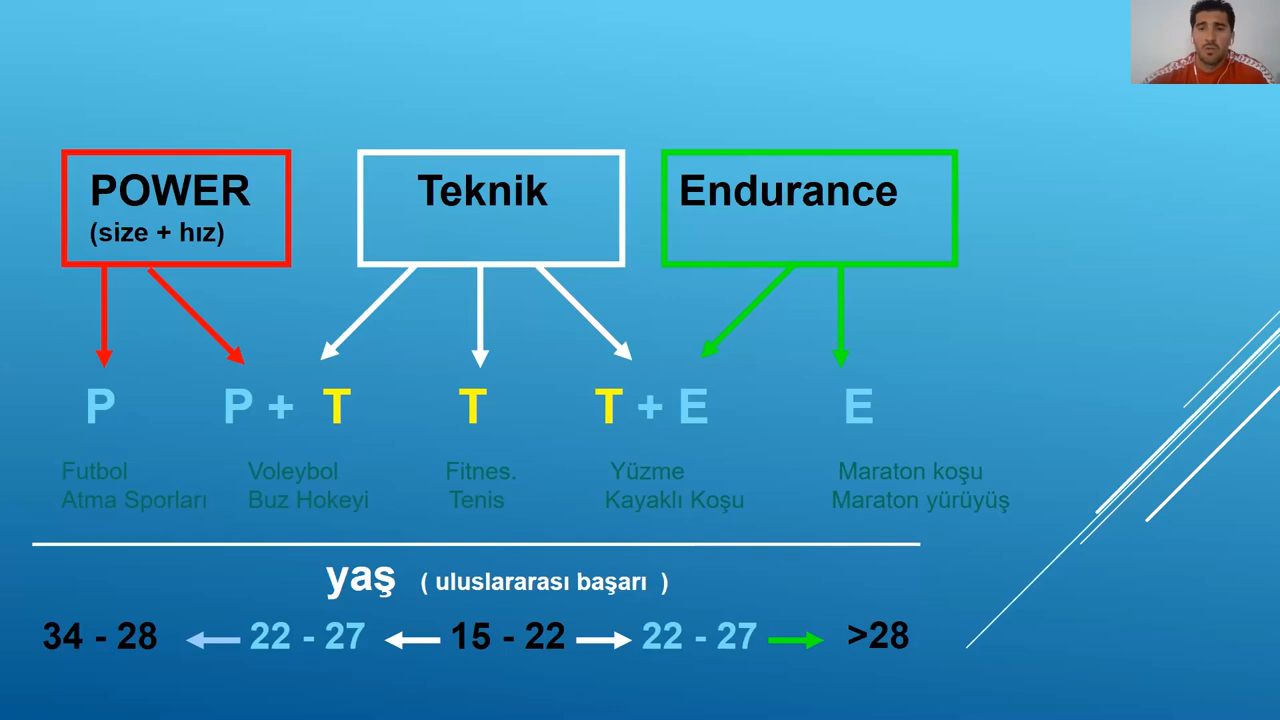 POWER
(size + hız)
Teknik
Endurance
P
P + T
T
T + E
E
Futbol
Atma Sporları
Voleybol
Buz Hokeyi
Fitnes.
Tenis
Yüzme
Kayaklı Koşu
Maraton koşu
Maraton yürüyüş
yaş ( uluslararası başarı )
34 - 28 22 - 27 15 - 22 22 - 27 >28